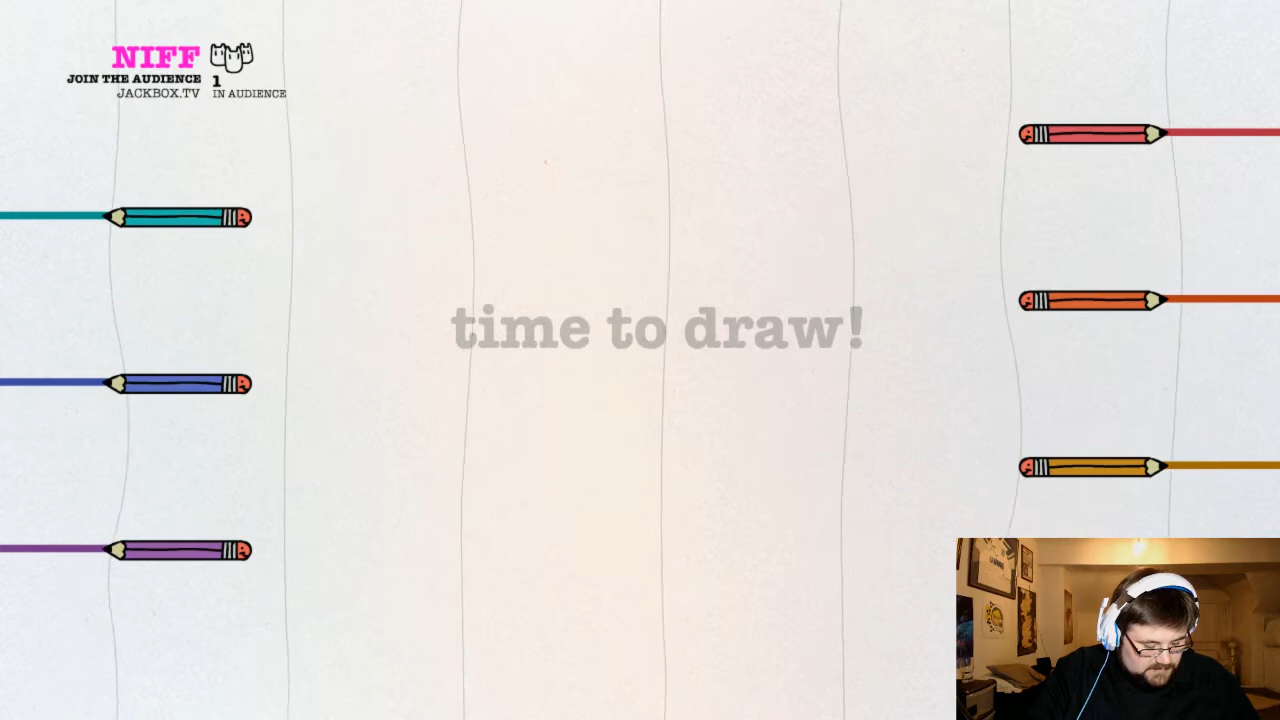 NIFF
JOIN THE AUDIENCE
JACKBOX.TV
1
IN AUDIENCE
time to draw!